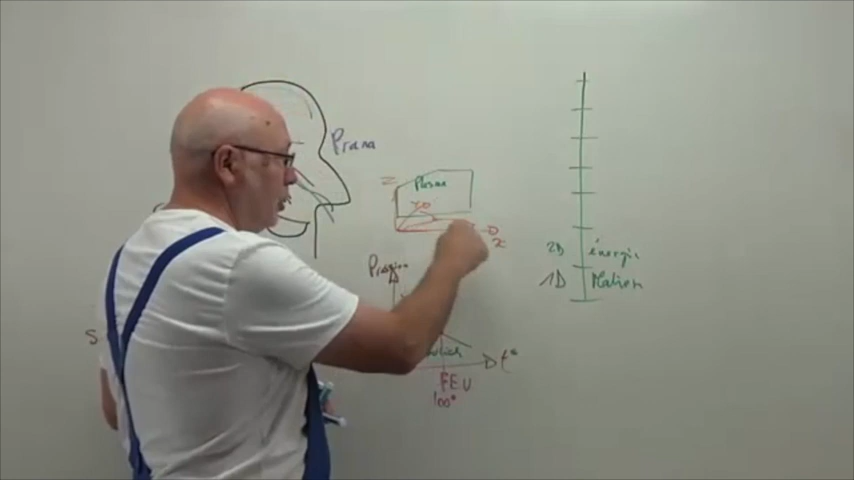 Prana
Z
Plasma
y
x
2D énergie
1D Matière
Pression
t°
FEU
100°
S